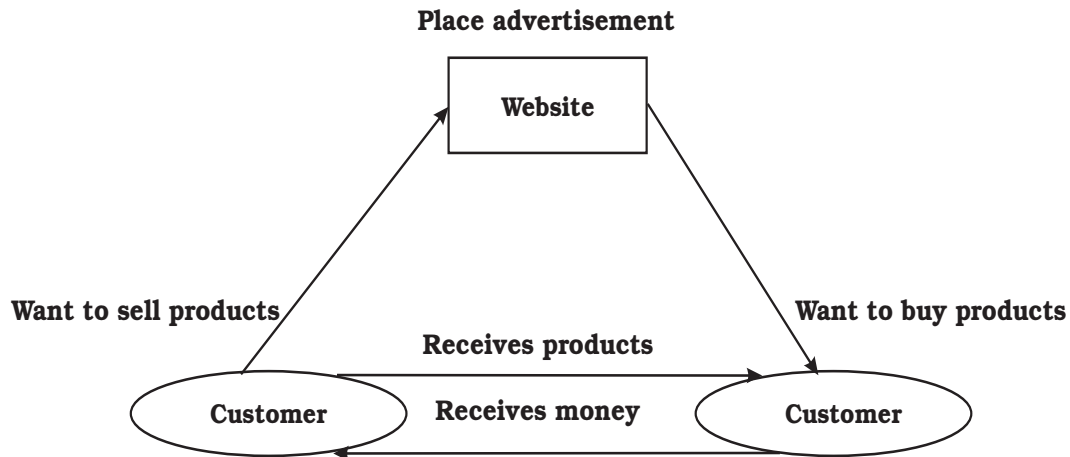 Place advertisement
Website
Want to sell products
Want to buy products
Receives products
Customer
Receives money
Customer